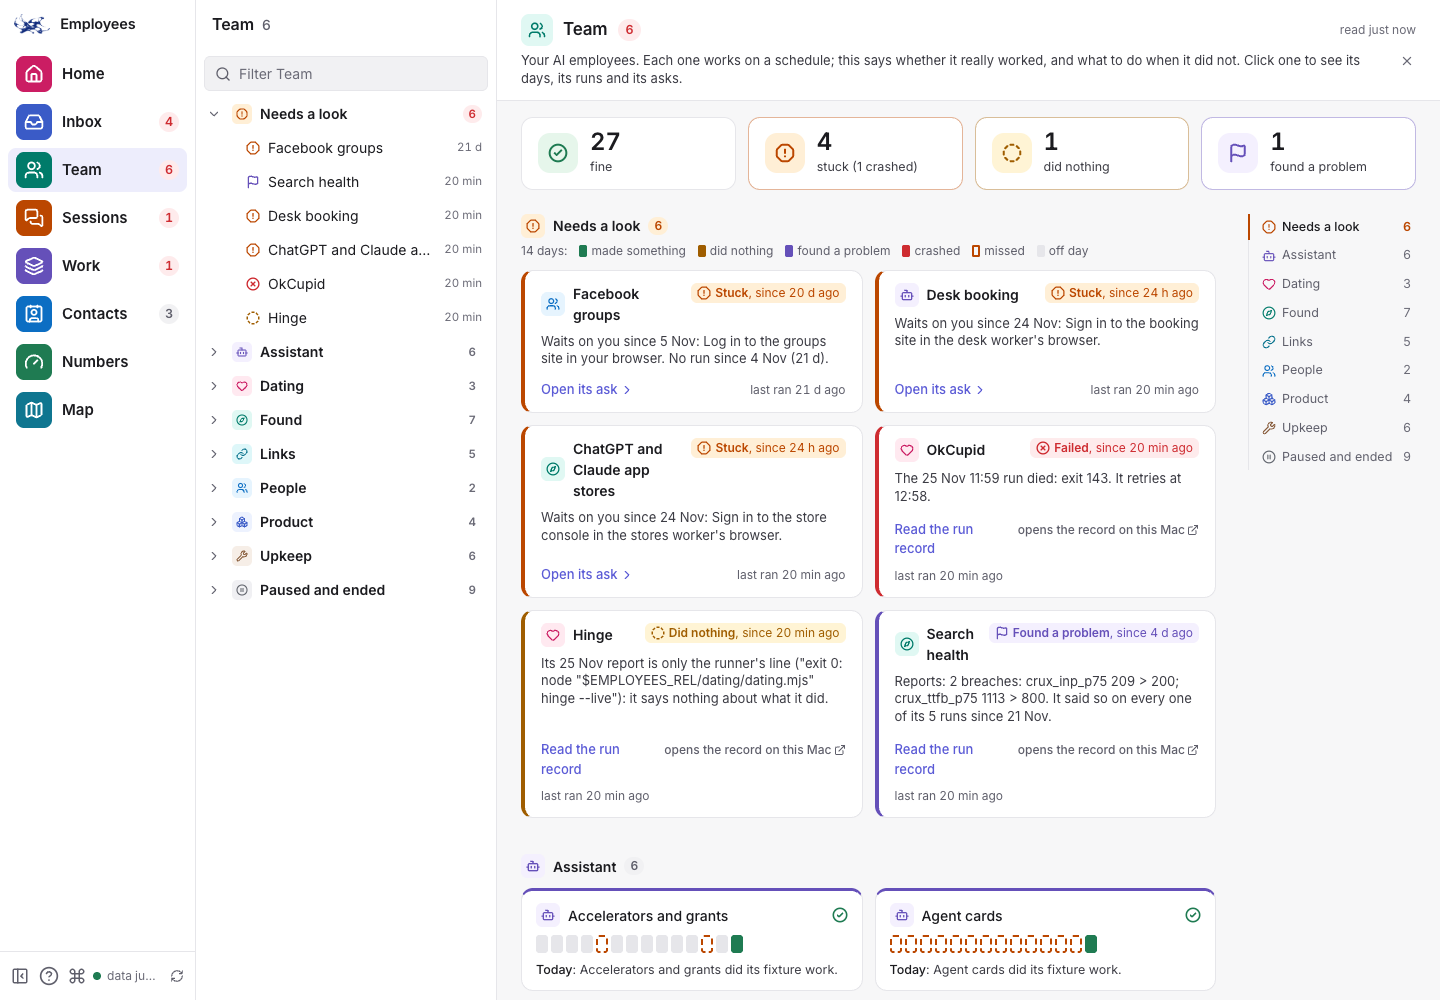 Employees
Home
Inbox 4
Team 6
Sessions 1
Work 1
Contacts 3
Numbers
Map
data ju...
Team 6
Filter Team
Needs a look 6
Facebook groups 21 d
Search health 20 min
Desk booking 20 min
ChatGPT and Claude a... 20 min
OkCupid 20 min
Hinge 20 min
Assistant 6
Dating 3
Found 7
Links 5
People 2
Product 4
Upkeep 6
Paused and ended 9
Team 6
read just now
Your AI employees. Each one works on a schedule; this says whether it really worked, and what to do when it did not. Click one to see its
days, its runs and its asks.
27
fine
4
stuck (1 crashed)
1
did nothing
1
found a problem
Needs a look 6
14 days: made something did nothing found a problem crashed missed off day
Facebook
groups
Stuck, since 20 d ago
Waits on you since 5 Nov: Log in to the groups
site in your browser. No run since 4 Nov (21 d).
Open its ask last ran 21 d ago
Desk booking
Stuck, since 24 h ago
Waits on you since 24 Nov: Sign in to the booking
site in the desk worker's browser.
Open its ask last ran 20 min ago
ChatGPT and
Claude app
stores
Stuck, since 24 h ago
Waits on you since 24 Nov: Sign in to the store
console in the stores worker's browser.
Open its ask last ran 20 min ago
OkCupid
Failed, since 20 min ago
The 25 Nov 11:59 run died: exit 143. It retries at
12:58.
Read the run
record
opens the record on this Mac
last ran 20 min ago
Hinge
Did nothing, since 20 min ago
Its 25 Nov report is only the runner's line ("exit 0:
node "$EMPLOYEES_REL/dating/dating.mjs"
hinge --live"): it says nothing about what it did.
Read the run
record
opens the record on this Mac
last ran 20 min ago
Search
health
Found a problem, since 4 d ago
Reports: 2 breaches: crux_inp_p75 209 > 200;
crux_ttfb_p75 1113 > 800. It said so on every one
of its 5 runs since 21 Nov.
Read the run
record
opens the record on this Mac
last ran 20 min ago
Assistant 6
Accelerators and grants
Today: Accelerators and grants did its fixture work.
Agent cards
Today: Agent cards did its fixture work.
Needs a look 6
Assistant 6
Dating 3
Found 7
Links 5
People 2
Product 4
Upkeep 6
Paused and ended 9